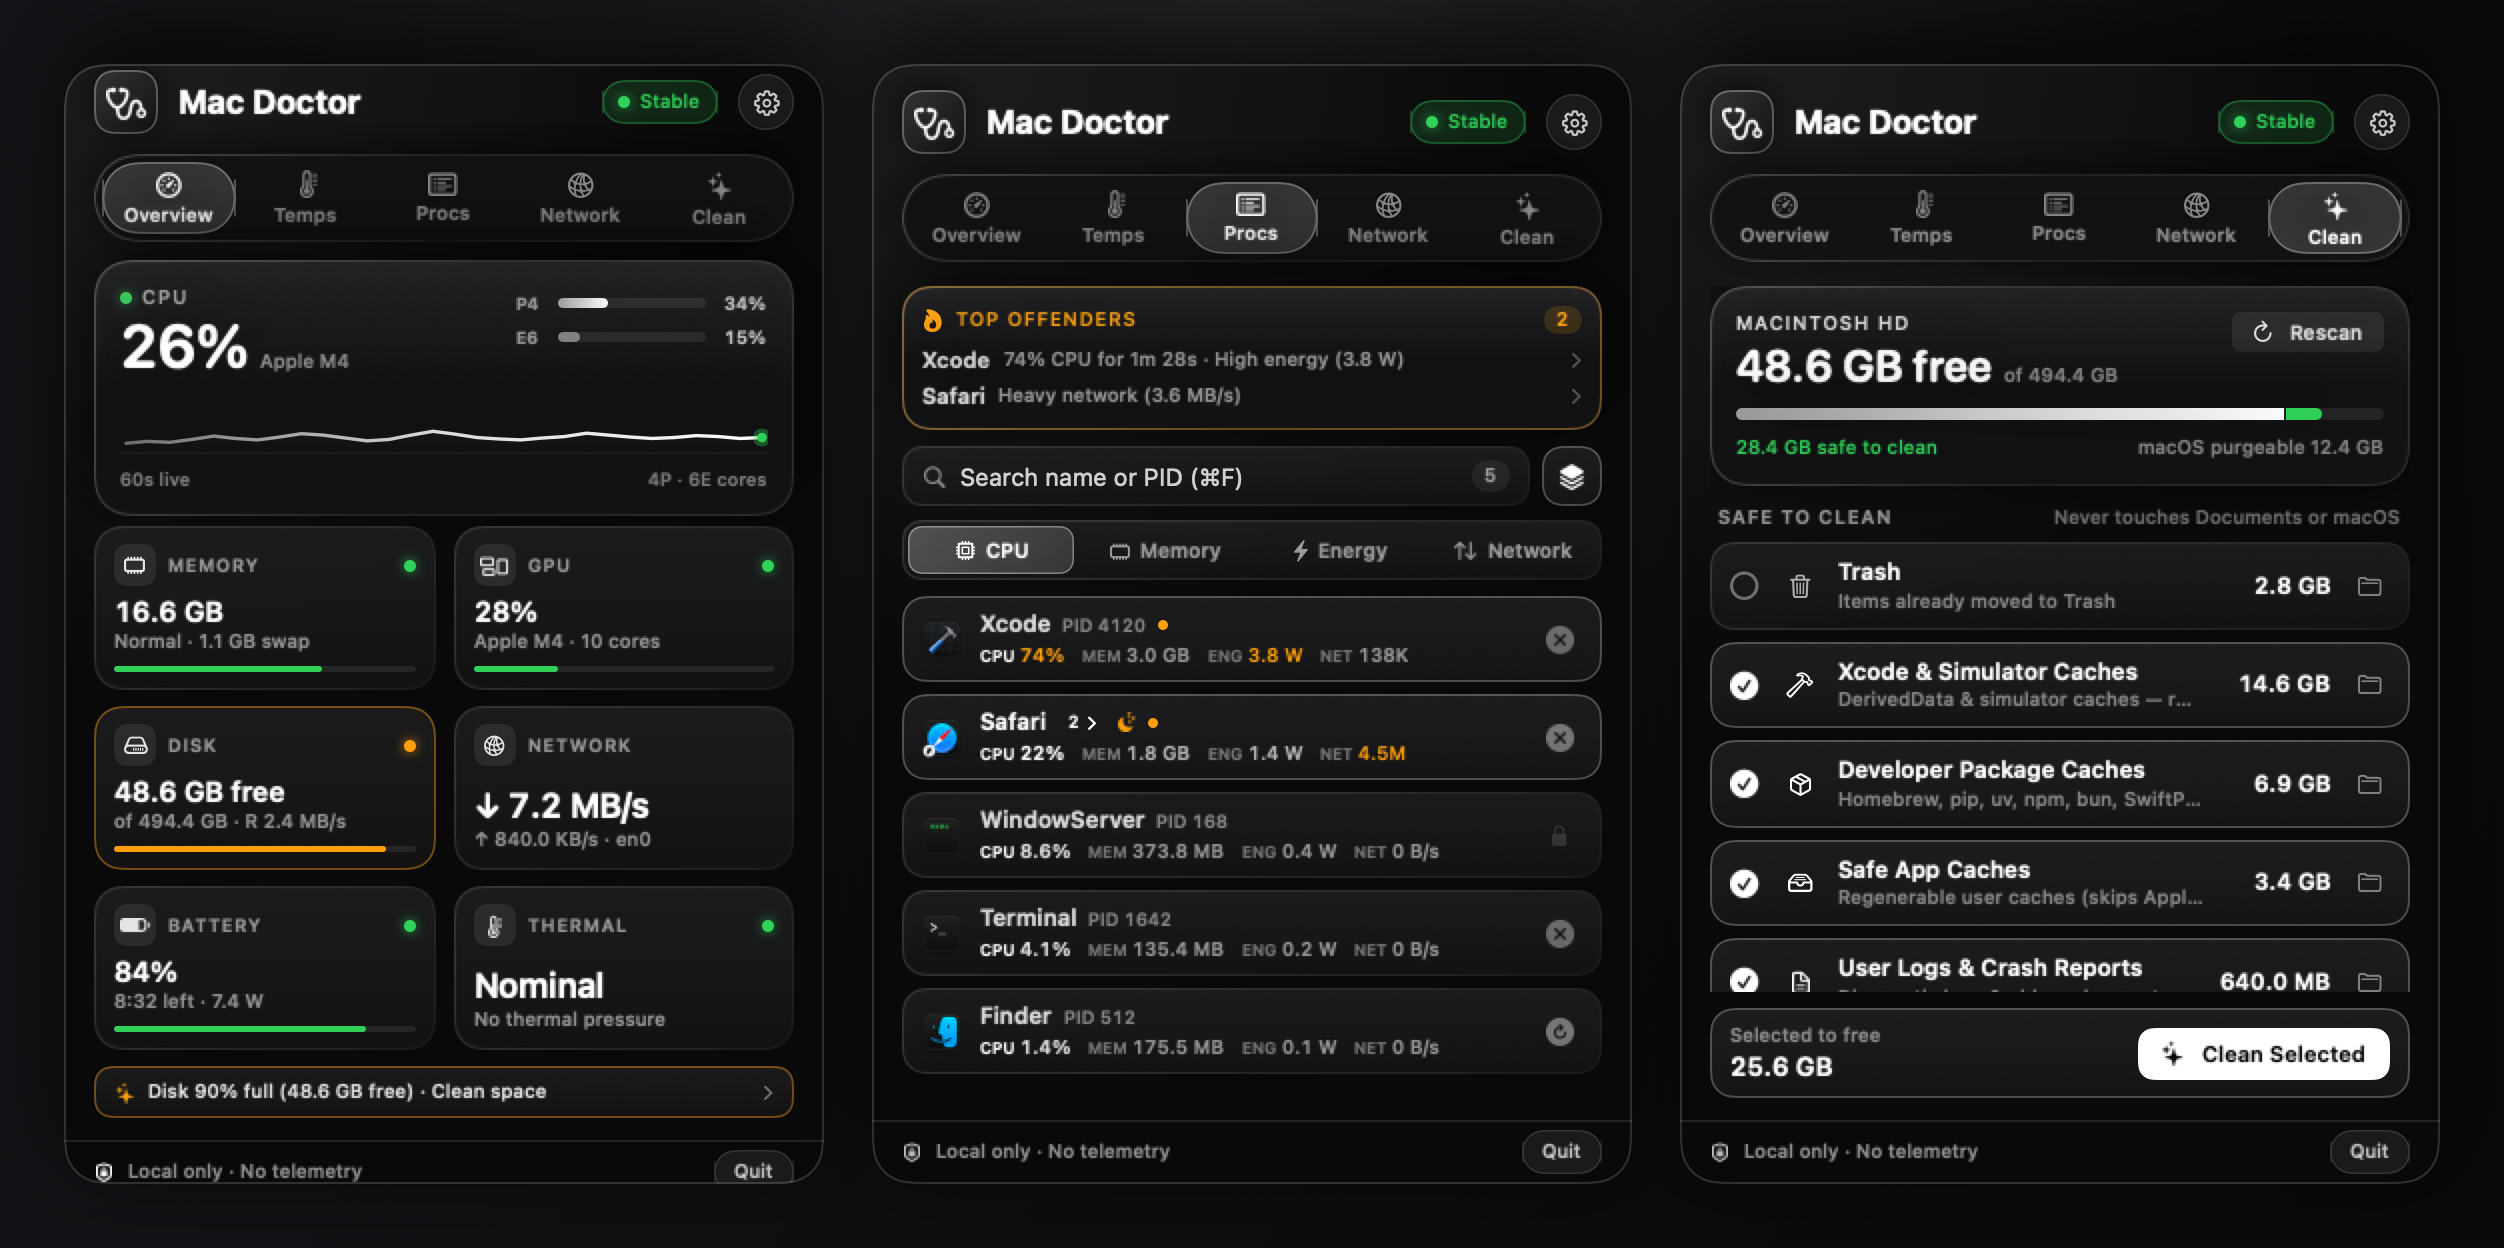 Mac Doctor
Stable
Overview
Temps
Procs
Network
Clean
CPU
26% Apple M4
P4 34%
E6 15%
60s live
4P · 6E cores
MEMORY
16.6 GB
Normal · 1.1 GB swap
GPU
28%
Apple M4 · 10 cores
DISK
48.6 GB free
of 494.4 GB · R 2.4 MB/s
NETWORK
↓ 7.2 MB/s
↑ 840.0 KB/s · en0
BATTERY
84%
8:32 left · 7.4 W
THERMAL
Nominal
No thermal pressure
Disk 90% full (48.6 GB free) · Clean space
Local only · No telemetry
Quit
Mac Doctor
Stable
Overview
Temps
Procs
Network
Clean
TOP OFFENDERS 2
Xcode 74% CPU for 1m 28s · High energy (3.8 W)
Safari Heavy network (3.6 MB/s)
Search name or PID (⌘F) 5
CPU
Memory
Energy
Network
Xcode PID 4120
CPU 74% MEM 3.0 GB ENG 3.8 W NET 138K
Safari 2
CPU 22% MEM 1.8 GB ENG 1.4 W NET 4.5M
WindowServer PID 168
CPU 8.6% MEM 373.8 MB ENG 0.4 W NET 0 B/s
Terminal PID 1642
CPU 4.1% MEM 135.4 MB ENG 0.2 W NET 0 B/s
Finder PID 512
CPU 1.4% MEM 175.5 MB ENG 0.1 W NET 0 B/s
Local only · No telemetry
Quit
Mac Doctor
Stable
Overview
Temps
Procs
Network
Clean
MACINTOSH HD
48.6 GB free of 494.4 GB
Rescan
28.4 GB safe to clean
macOS purgeable 12.4 GB
SAFE TO CLEAN
Never touches Documents or macOS
Trash
Items already moved to Trash
2.8 GB
Xcode & Simulator Caches
DerivedData & simulator caches — r...
14.6 GB
Developer Package Caches
Homebrew, pip, uv, npm, bun, SwiftP...
6.9 GB
Safe App Caches
Regenerable user caches (skips Appl...
3.4 GB
User Logs & Crash Reports
640.0 MB
Selected to free
25.6 GB
Clean Selected
Local only · No telemetry
Quit